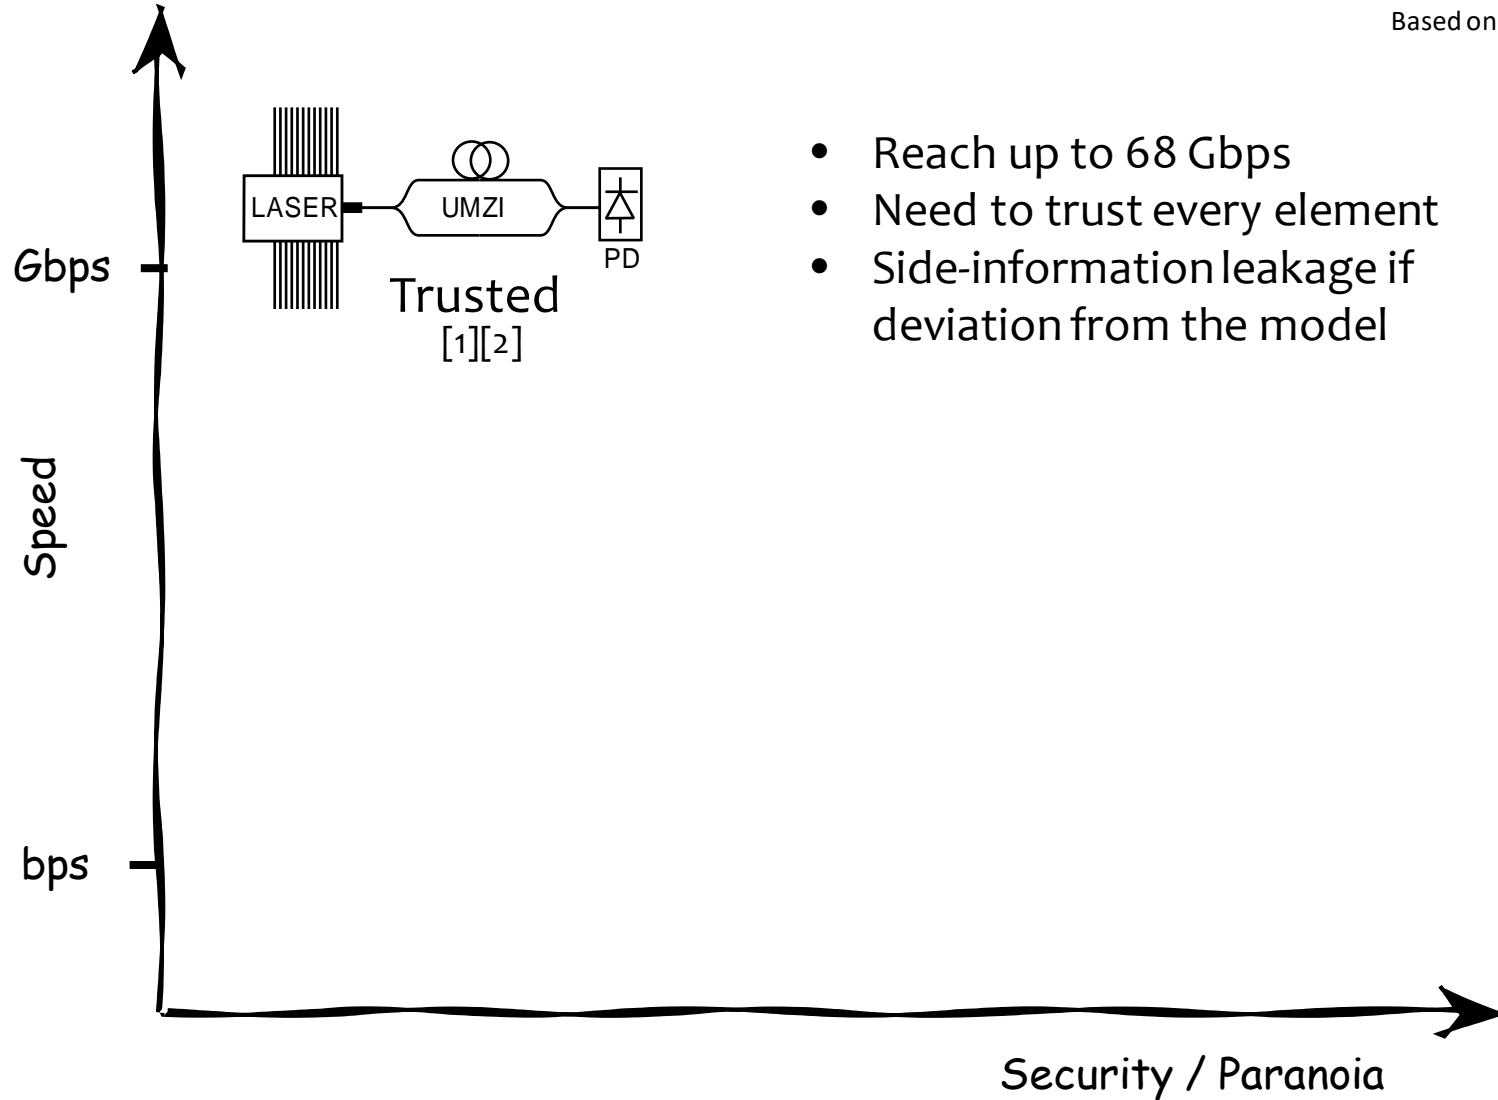 Based on
LASER
UMZI
PD
Trusted
[1][2]
• Reach up to 68 Gbps
• Need to trust every element
• Side-information leakage if
deviation from the model
Gbps
Speed
bps
Security / Paranoia